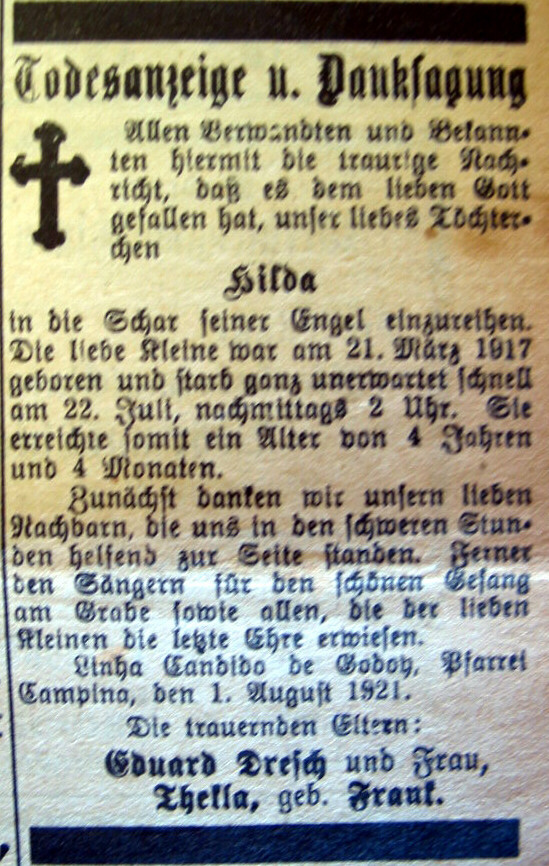 Todesanzeige u. Danksagung
Allen Verwandten und Bekann-
ten hiermit die traurige Nach-
richt, daß es dem lieben Gott
gefallen hat, unser liebes Töchter-
chen
Hilda
in die Schar seiner Engel einzureihen.
Die liebe Kleine war am 21. März 1917
geboren und starb ganz unerwartet schnell
am 22. Juli, nachmittags 2 Uhr. Sie
erreichte somit ein Alter von 4 Jahren
und 4 Monaten.
Zunächst danken wir unsern lieben
Nachbarn, die uns in den schweren Stun-
den helfend zur Seite standen. Ferner
den Sängern für den schönen Gesang
am Grabe sowie allen, die der lieben
Kleinen die letzte Ehre erwiesen.
Linha Candido de Godoy, Pfarrei
Campina, den 1. August 1921.
Die trauernden Eltern:
Eduard Dresch und Frau,
Thekla, geb. Frank.